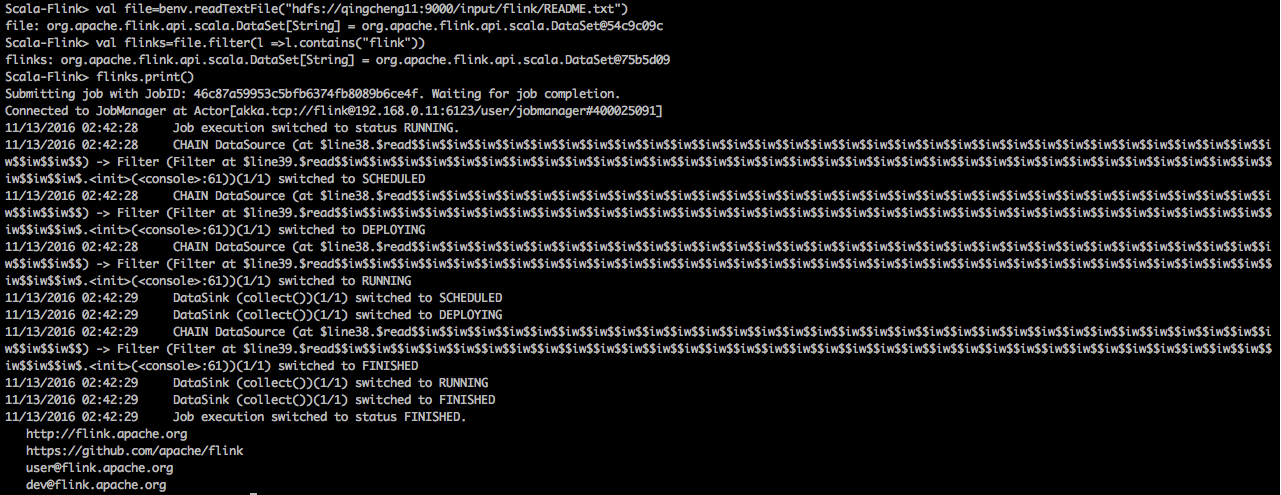 Scala-Flink> val file=benv.readTextFile("hdfs://qingcheng11:9000/input/flink/README.txt")
file: org.apache.flink.api.scala.DataSet[String] = org.apache.flink.api.scala.DataSet@54c9c09c
Scala-Flink> val flinks=file.filter(l =>l.contains("flink"))
flinks: org.apache.flink.api.scala.DataSet[String] = org.apache.flink.api.scala.DataSet@75b5d09
Scala-Flink> flinks.print()
Submitting job with JobID: 46c87a59953c5bfb6374fb8089b6ce4f. Waiting for job completion.
Connected to JobManager at Actor[akka.tcp://flink@192.168.0.11:6123/user/jobmanager#400025091]
11/13/2016 02:42:28     Job execution switched to status RUNNING.
11/13/2016 02:42:28     CHAIN DataSource (at $line38.$read$$iw$$iw$$iw$$iw$$iw$$iw$$iw$$iw$$iw$$iw$$iw$$iw$$iw$$iw$$iw$$iw$$iw$$iw$$iw$$iw$$iw$$iw$$iw$$iw$$iw$$iw$$iw$$iw$$iw$$iw$$i
w$$iw$$iw$$) -> Filter (Filter at $line39.$read$$iw$$iw$$iw$$iw$$iw$$iw$$iw$$iw$$iw$$iw$$iw$$iw$$iw$$iw$$iw$$iw$$iw$$iw$$iw$$iw$$iw$$iw$$iw$$iw$$iw$$iw$$iw$$iw$$iw$$iw$$iw$$iw$$iw$$
iw$$iw$$iw$.<init>(<console>:61))(1/1) switched to SCHEDULED
11/13/2016 02:42:28     CHAIN DataSource (at $line38.$read$$iw$$iw$$iw$$iw$$iw$$iw$$iw$$iw$$iw$$iw$$iw$$iw$$iw$$iw$$iw$$iw$$iw$$iw$$iw$$iw$$iw$$iw$$iw$$iw$$iw$$iw$$iw$$iw$$iw$$iw$$i
w$$iw$$iw$$) -> Filter (Filter at $line39.$read$$iw$$iw$$iw$$iw$$iw$$iw$$iw$$iw$$iw$$iw$$iw$$iw$$iw$$iw$$iw$$iw$$iw$$iw$$iw$$iw$$iw$$iw$$iw$$iw$$iw$$iw$$iw$$iw$$iw$$iw$$iw$$iw$$iw$$
iw$$iw$$iw$.<init>(<console>:61))(1/1) switched to DEPLOYING
11/13/2016 02:42:28     CHAIN DataSource (at $line38.$read$$iw$$iw$$iw$$iw$$iw$$iw$$iw$$iw$$iw$$iw$$iw$$iw$$iw$$iw$$iw$$iw$$iw$$iw$$iw$$iw$$iw$$iw$$iw$$iw$$iw$$iw$$iw$$iw$$iw$$iw$$i
w$$iw$$iw$$) -> Filter (Filter at $line39.$read$$iw$$iw$$iw$$iw$$iw$$iw$$iw$$iw$$iw$$iw$$iw$$iw$$iw$$iw$$iw$$iw$$iw$$iw$$iw$$iw$$iw$$iw$$iw$$iw$$iw$$iw$$iw$$iw$$iw$$iw$$iw$$iw$$iw$$
iw$$iw$$iw$.<init>(<console>:61))(1/1) switched to RUNNING
11/13/2016 02:42:29     DataSink (collect())(1/1) switched to SCHEDULED
11/13/2016 02:42:29     DataSink (collect())(1/1) switched to DEPLOYING
11/13/2016 02:42:29     CHAIN DataSource (at $line38.$read$$iw$$iw$$iw$$iw$$iw$$iw$$iw$$iw$$iw$$iw$$iw$$iw$$iw$$iw$$iw$$iw$$iw$$iw$$iw$$iw$$iw$$iw$$iw$$iw$$iw$$iw$$iw$$iw$$iw$$iw$$i
w$$iw$$iw$$) -> Filter (Filter at $line39.$read$$iw$$iw$$iw$$iw$$iw$$iw$$iw$$iw$$iw$$iw$$iw$$iw$$iw$$iw$$iw$$iw$$iw$$iw$$iw$$iw$$iw$$iw$$iw$$iw$$iw$$iw$$iw$$iw$$iw$$iw$$iw$$iw$$iw$$
iw$$iw$$iw$.<init>(<console>:61))(1/1) switched to FINISHED
11/13/2016 02:42:29     DataSink (collect())(1/1) switched to RUNNING
11/13/2016 02:42:29     DataSink (collect())(1/1) switched to FINISHED
11/13/2016 02:42:29     Job execution switched to status FINISHED.
   http://flink.apache.org
   https://github.com/apache/flink
   user@flink.apache.org
   dev@flink.apache.org